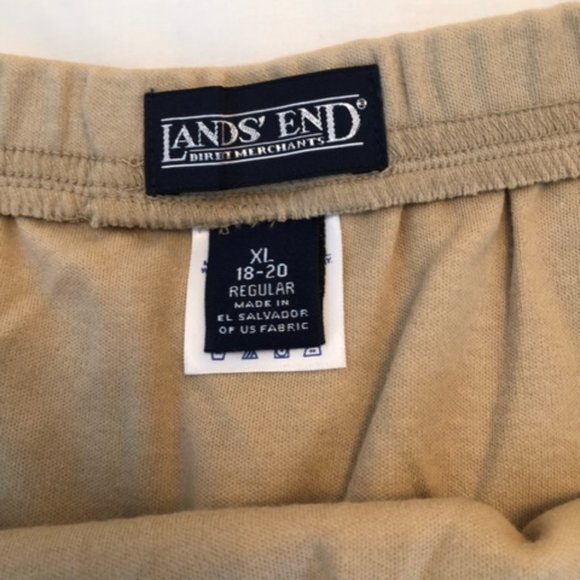 LANDS' END®
DIRECT MERCHANTS
XL
18-20
REGULAR
MADE IN
EL SALVADOR
OF US FABRIC